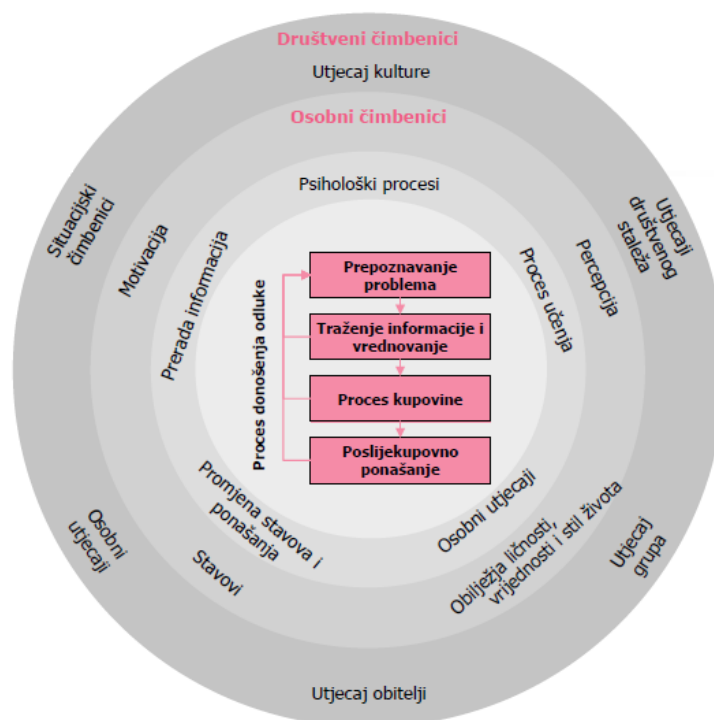 Društveni čimbenici
Utjecaj kulture
Osobni čimbenici
Psihološki procesi
Situacijski
čimbenici
Motivacija
Prerada informacija
Proces učenja
Percepcija
Utjecaji
društvenog
staleža
Proces donošenja odluke
Prepoznavanje
problema
Traženje informacije i
vrednovanje
Proces kupovine
Poslijekupovno
ponašanje
Promjena stavova i
ponašanja
Osobni utjecaji
Stavovi
Obilježja ličnosti,
vrijednosti i stil života
Osobni
utjecaji
Utjecaj
grupa
Utjecaj obitelji